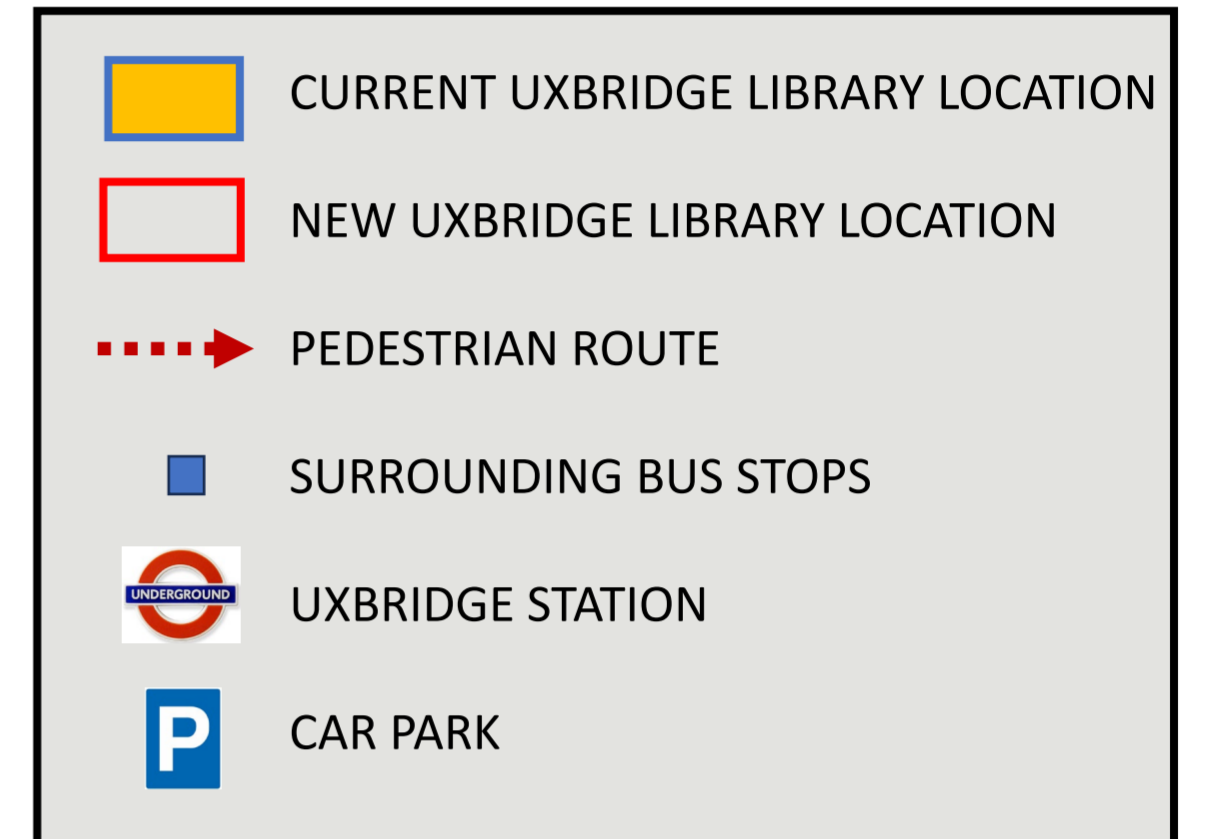 CURRENT UXBRIDGE LIBRARY LOCATION
NEW UXBRIDGE LIBRARY LOCATION
PEDESTRIAN ROUTE
SURROUNDING BUS STOPS
UNDERGROUND
UXBRIDGE STATION
P
CAR PARK